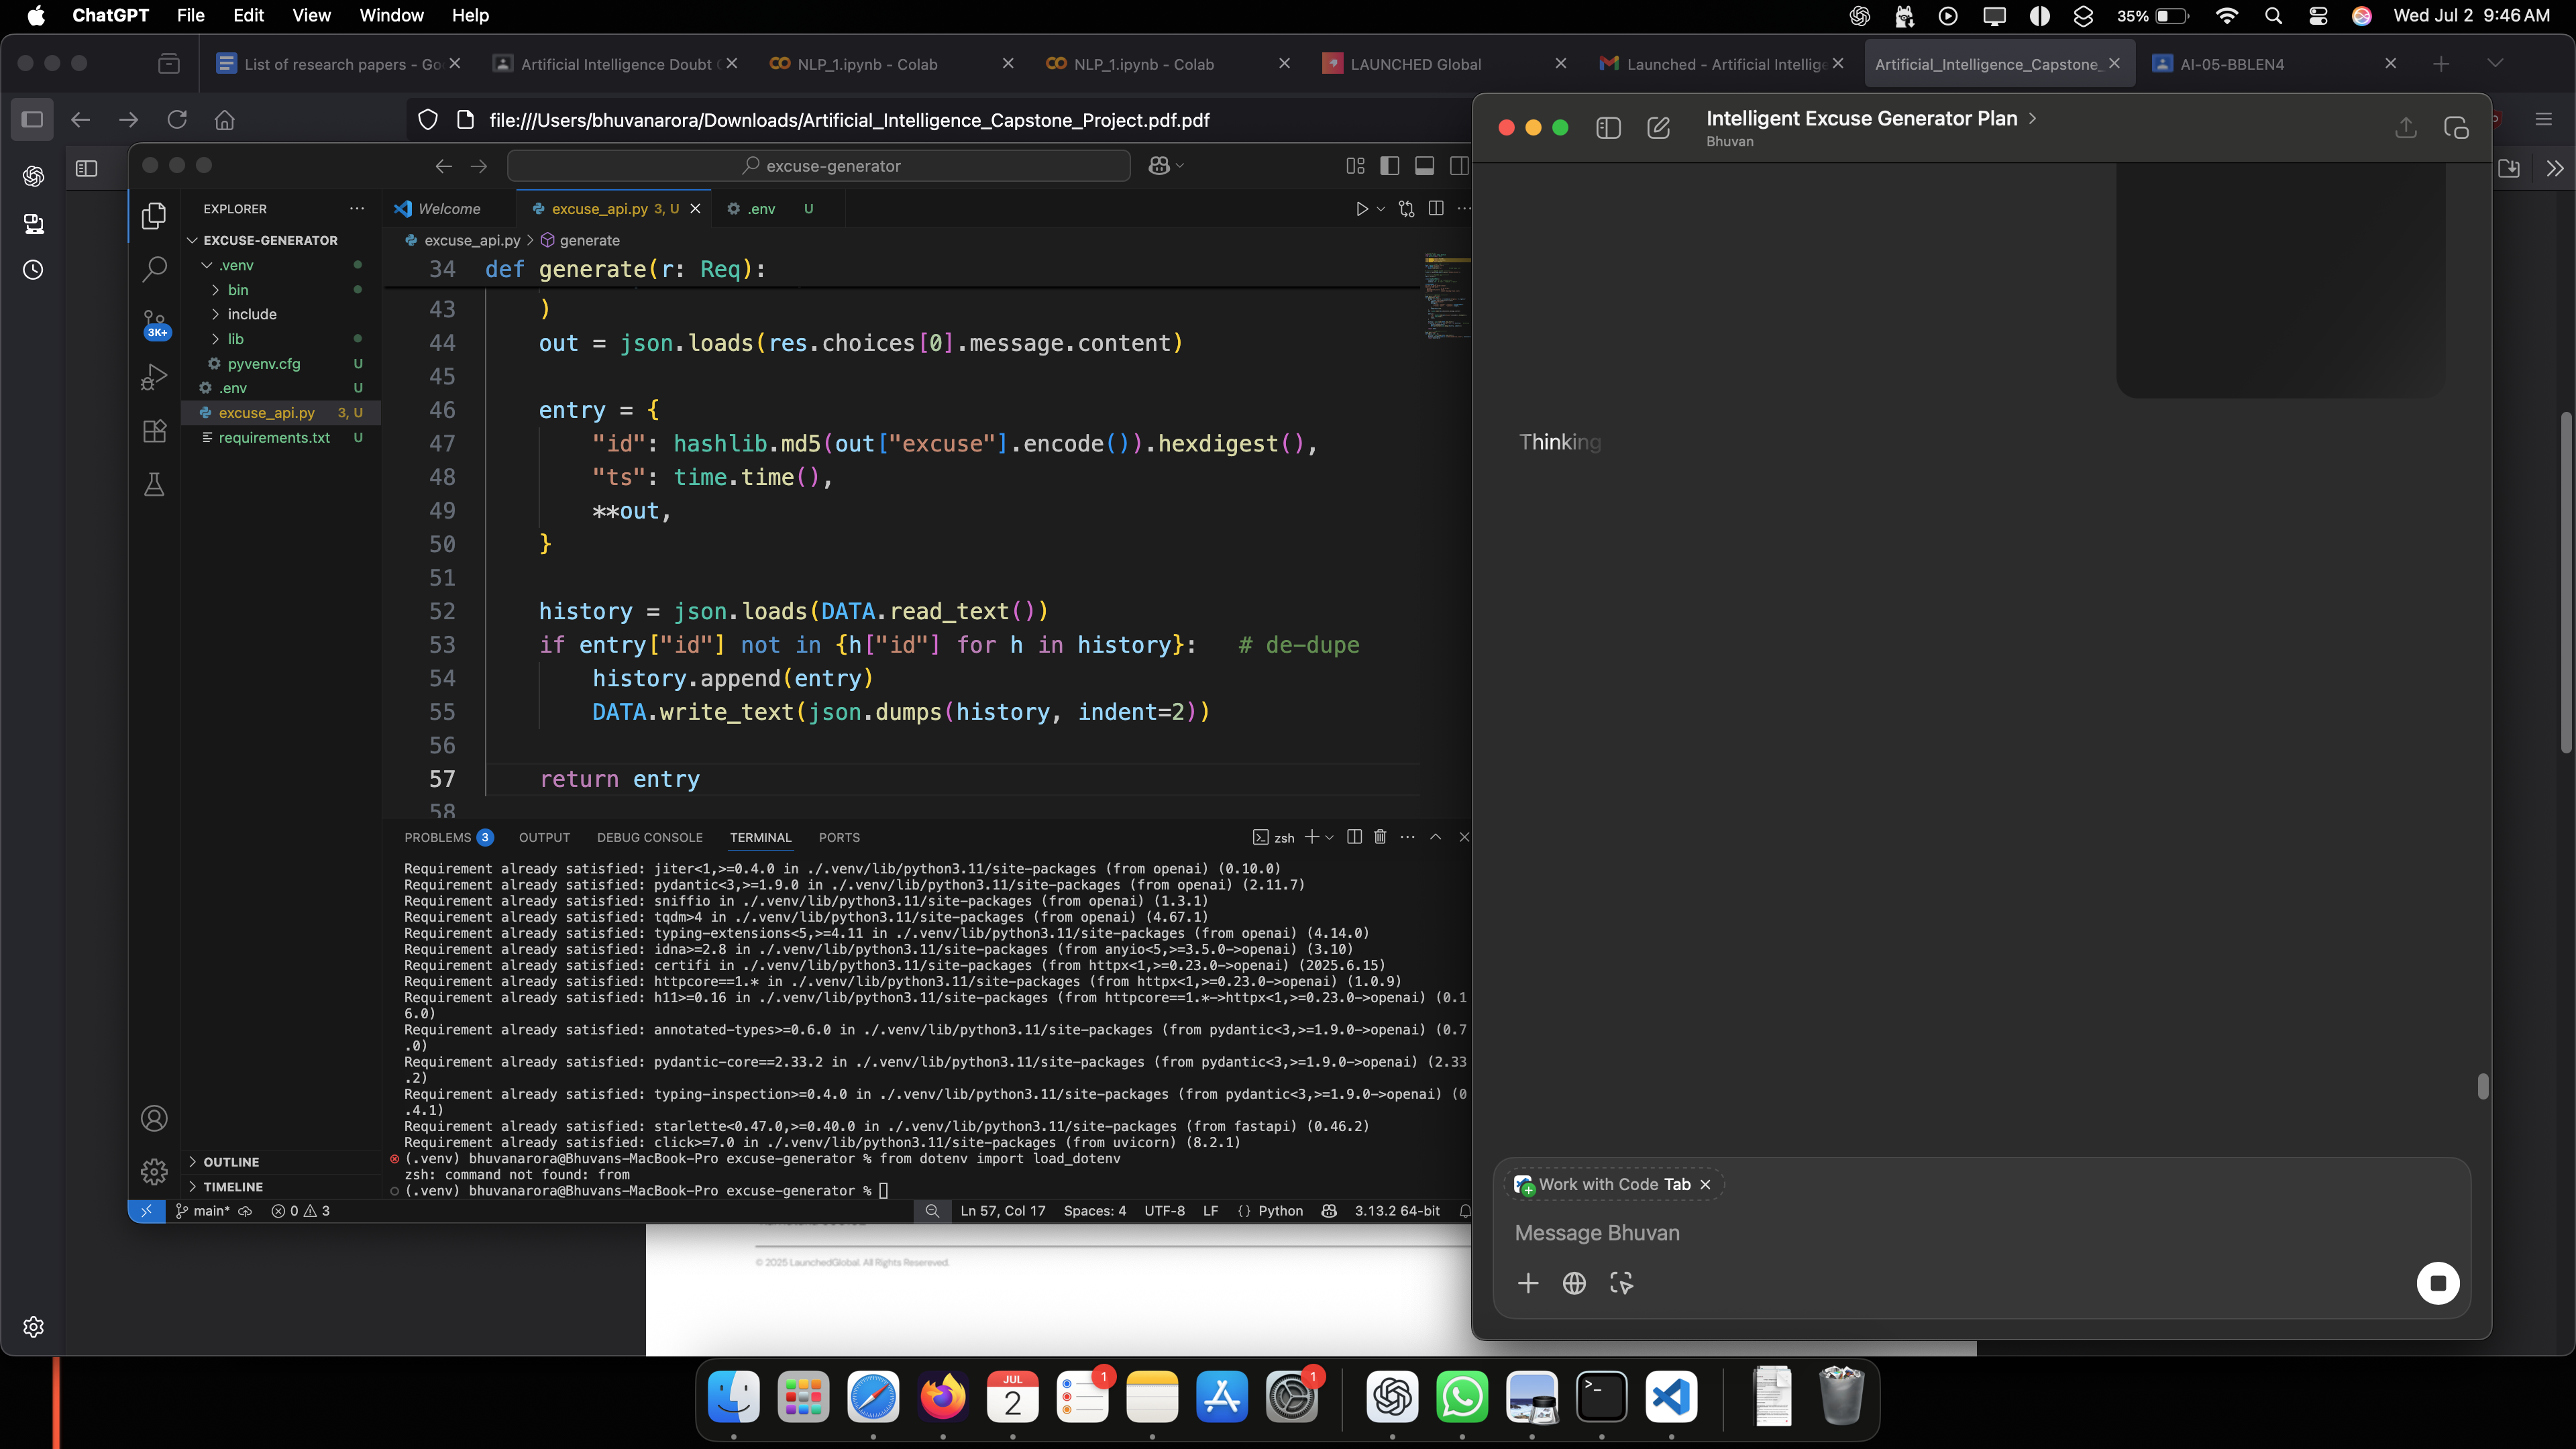 ChatGPT File Edit View Window Help 35% Wed Jul 2 9:46 AM
List of research papers - Go
Artificial Intelligence Doubt
NLP_1.ipynb - Colab
NLP_1.ipynb - Colab
LAUNCHED Global
Launched - Artificial Intellige
Artificial_Intelligence_Capstone_
AI-05-BBLEN4
file:///Users/bhuvanarora/Downloads/Artificial_Intelligence_Capstone_Project.pdf.pdf
excuse-generator
EXPLORER
EXCUSE-GENERATOR
.venv
bin
include
lib
pyvenv.cfg U
.env U
excuse_api.py 3, U
requirements.txt U
OUTLINE
TIMELINE
3K+
Welcome
excuse_api.py 3, U
.env U
excuse_api.py > generate
34 def generate(r: Req):
43 )
44 out = json.loads(res.choices[0].message.content)
45
46 entry = {
47 "id": hashlib.md5(out["excuse"].encode()).hexdigest(),
48 "ts": time.time(),
49 **out,
50 }
51
52 history = json.loads(DATA.read_text())
53 if entry["id"] not in {h["id"] for h in history}: # de-dupe
54 history.append(entry)
55 DATA.write_text(json.dumps(history, indent=2))
56
57 return entry
58
PROBLEMS 3 OUTPUT DEBUG CONSOLE TERMINAL PORTS zsh
Requirement already satisfied: jiter<1,>=0.4.0 in ./.venv/lib/python3.11/site-packages (from openai) (0.10.0)
Requirement already satisfied: pydantic<3,>=1.9.0 in ./.venv/lib/python3.11/site-packages (from openai) (2.11.7)
Requirement already satisfied: sniffio in ./.venv/lib/python3.11/site-packages (from openai) (1.3.1)
Requirement already satisfied: tqdm>4 in ./.venv/lib/python3.11/site-packages (from openai) (4.67.1)
Requirement already satisfied: typing-extensions<5,>=4.11 in ./.venv/lib/python3.11/site-packages (from openai) (4.14.0)
Requirement already satisfied: idna>=2.8 in ./.venv/lib/python3.11/site-packages (from anyio<5,>=3.5.0->openai) (3.10)
Requirement already satisfied: certifi in ./.venv/lib/python3.11/site-packages (from httpx<1,>=0.23.0->openai) (2025.6.15)
Requirement already satisfied: httpcore==1.* in ./.venv/lib/python3.11/site-packages (from httpx<1,>=0.23.0->openai) (1.0.9)
Requirement already satisfied: h11>=0.16 in ./.venv/lib/python3.11/site-packages (from httpcore==1.*->httpx<1,>=0.23.0->openai) (0.1
6.0)
Requirement already satisfied: annotated-types>=0.6.0 in ./.venv/lib/python3.11/site-packages (from pydantic<3,>=1.9.0->openai) (0.7
.0)
Requirement already satisfied: pydantic-core==2.33.2 in ./.venv/lib/python3.11/site-packages (from pydantic<3,>=1.9.0->openai) (2.33
.2)
Requirement already satisfied: typing-inspection>=0.4.0 in ./.venv/lib/python3.11/site-packages (from pydantic<3,>=1.9.0->openai) (0
.4.1)
Requirement already satisfied: starlette<0.47.0,>=0.40.0 in ./.venv/lib/python3.11/site-packages (from fastapi) (0.46.2)
Requirement already satisfied: click>=7.0 in ./.venv/lib/python3.11/site-packages (from uvicorn) (8.2.1)
(.venv) bhuvanarora@Bhuvans-MacBook-Pro excuse-generator % from dotenv import load_dotenv
zsh: command not found: from
(.venv) bhuvanarora@Bhuvans-MacBook-Pro excuse-generator %
main* 0 3 Ln 57, Col 17 Spaces: 4 UTF-8 LF {} Python 3.13.2 64-bit
© 2025 LaunchedGlobal. All Rights Resereved.
Intelligent Excuse Generator Plan >
Bhuvan
Thinking
Work with Code Tab
Message Bhuvan
JUL
2
1
1